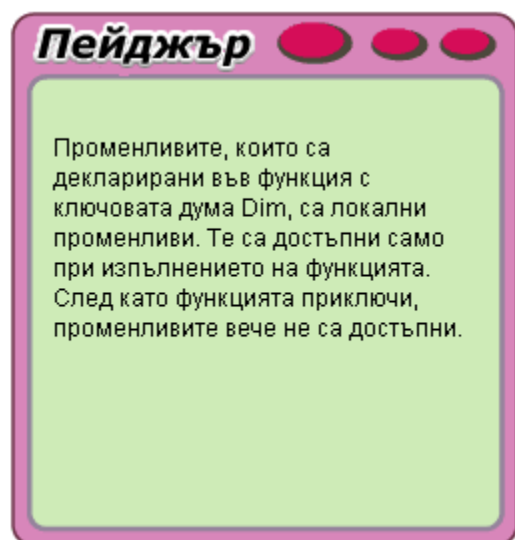 Пейджър
Променливите, които са
декларирани във функция с
ключовата дума Dim, са локални
променливи. Те са достъпни само
при изпълнението на функцията.
След като функцията приключи,
променливите вече не са достъпни.